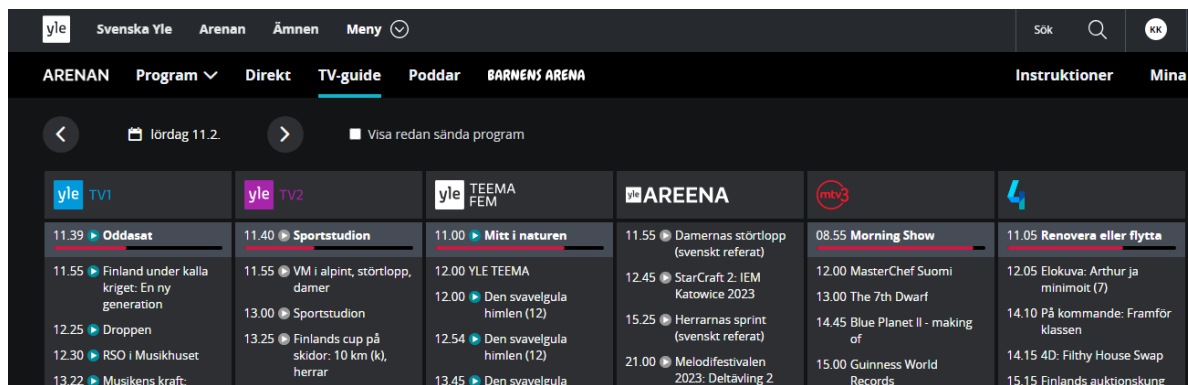 yle Svenska Yle Arenan Ämnen Meny Sök KK
ARENAN Program Direkt TV-guide Poddar BARNENS ARENA Instruktioner Mina
lördag 11.2. Visa redan sända program
yle TV1
11.39 Oddasat
11.55 Finland under kalla
kriget: En ny
generation
12.25 Droppen
12.30 RSO i Musikhuset
13.22 Musikens kraft:
yle TV2
11.40 Sportstudion
11.55 VM i alpint, störtlopp,
damer
13.00 Sportstudion
13.25 Finlands cup på
skidor: 10 km (k),
herrar
yle TEEMA
FEM
11.00 Mitt i naturen
12.00 YLE TEEMA
12.00 Den svavelgula
himlen (12)
12.54 Den svavelgula
himlen (12)
13.45 Den svavelgula
yle AREENA
11.55 Damernas störtlopp
(svenskt referat)
12.45 StarCraft 2: IEM
Katowice 2023
15.25 Herrarnas sprint
(svenskt referat)
21.00 Melodifestivalen
2023: Deltävling 2
mtv3
08.55 Morning Show
12.00 MasterChef Suomi
13.00 The 7th Dwarf
14.45 Blue Planet II - making
of
15.00 Guinness World
Records
4
11.05 Renovera eller flytta
12.05 Elokuva: Arthur ja
minimoit (7)
14.10 På kommande: Framför
klassen
14.15 4D: Filthy House Swap
15.15 Finlands auktionskung